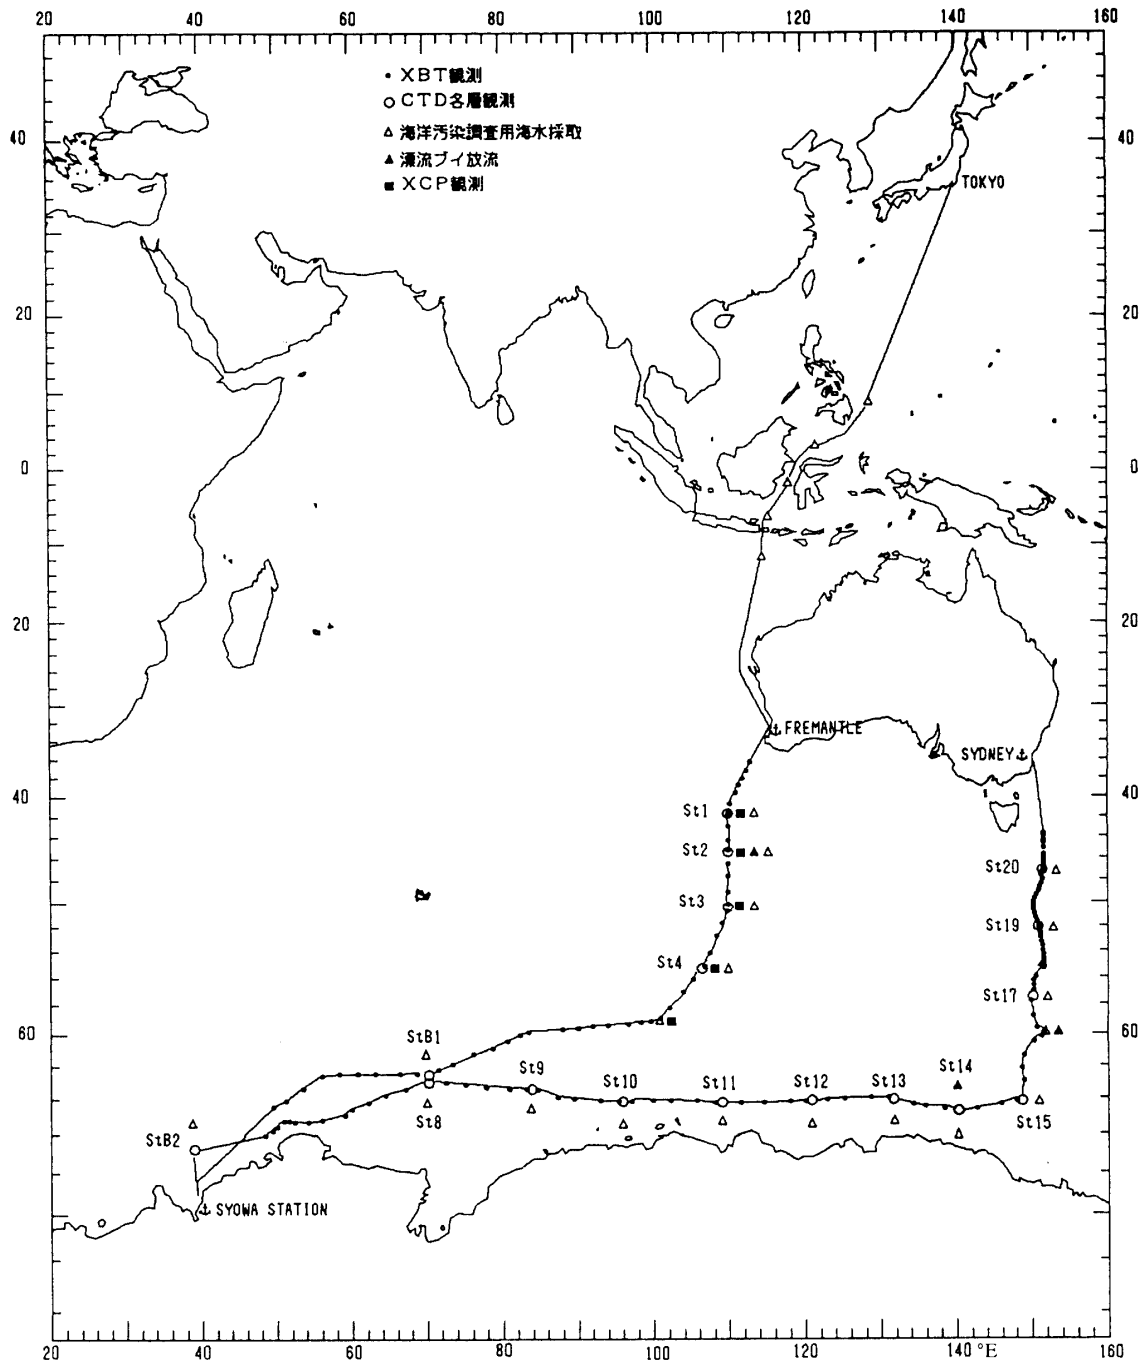 20 40 60 80 100 120 140 160
• XBT観測
○ CTD各層観測
△ 海洋汚染調査用海水採取
▲ 漂流ブイ放流
■ XCP観測
40 40
TOKYO
20 20
0 0
20 20
FREMANTLE
SYDNEY
40 40
St1
St2
St20
St3
St19
St4
St17
60 60
StB1
St9 St10 St11 St12 St13 St14
StB2 St8 St15
SYOWA STATION
20 40 60 80 100 120 140 °E 160